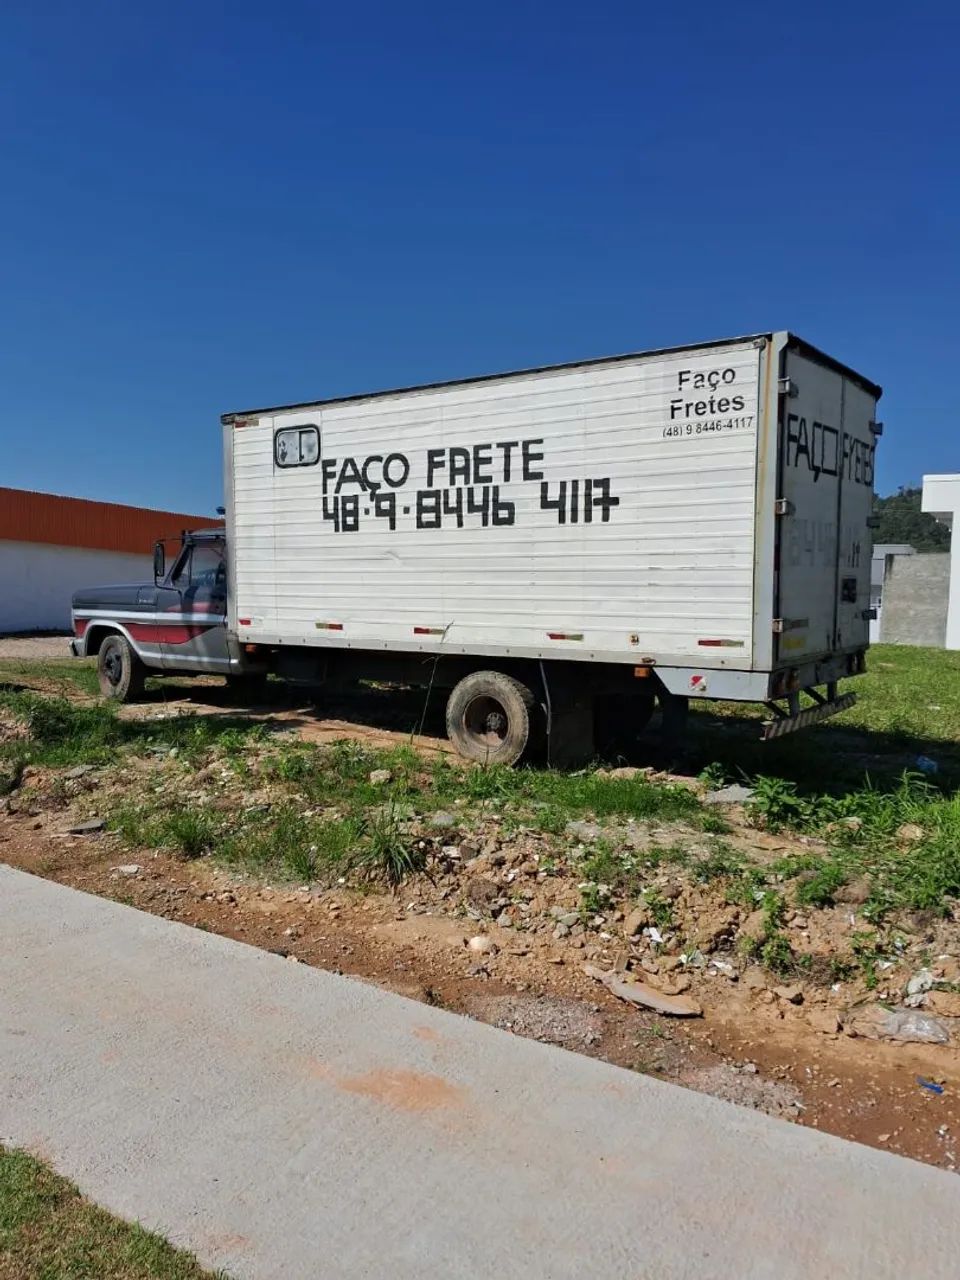 FAÇO FRETE
48.9.8446 4117
Faço
Fretes
(48) 9 8446-4117
FAÇO FRETES